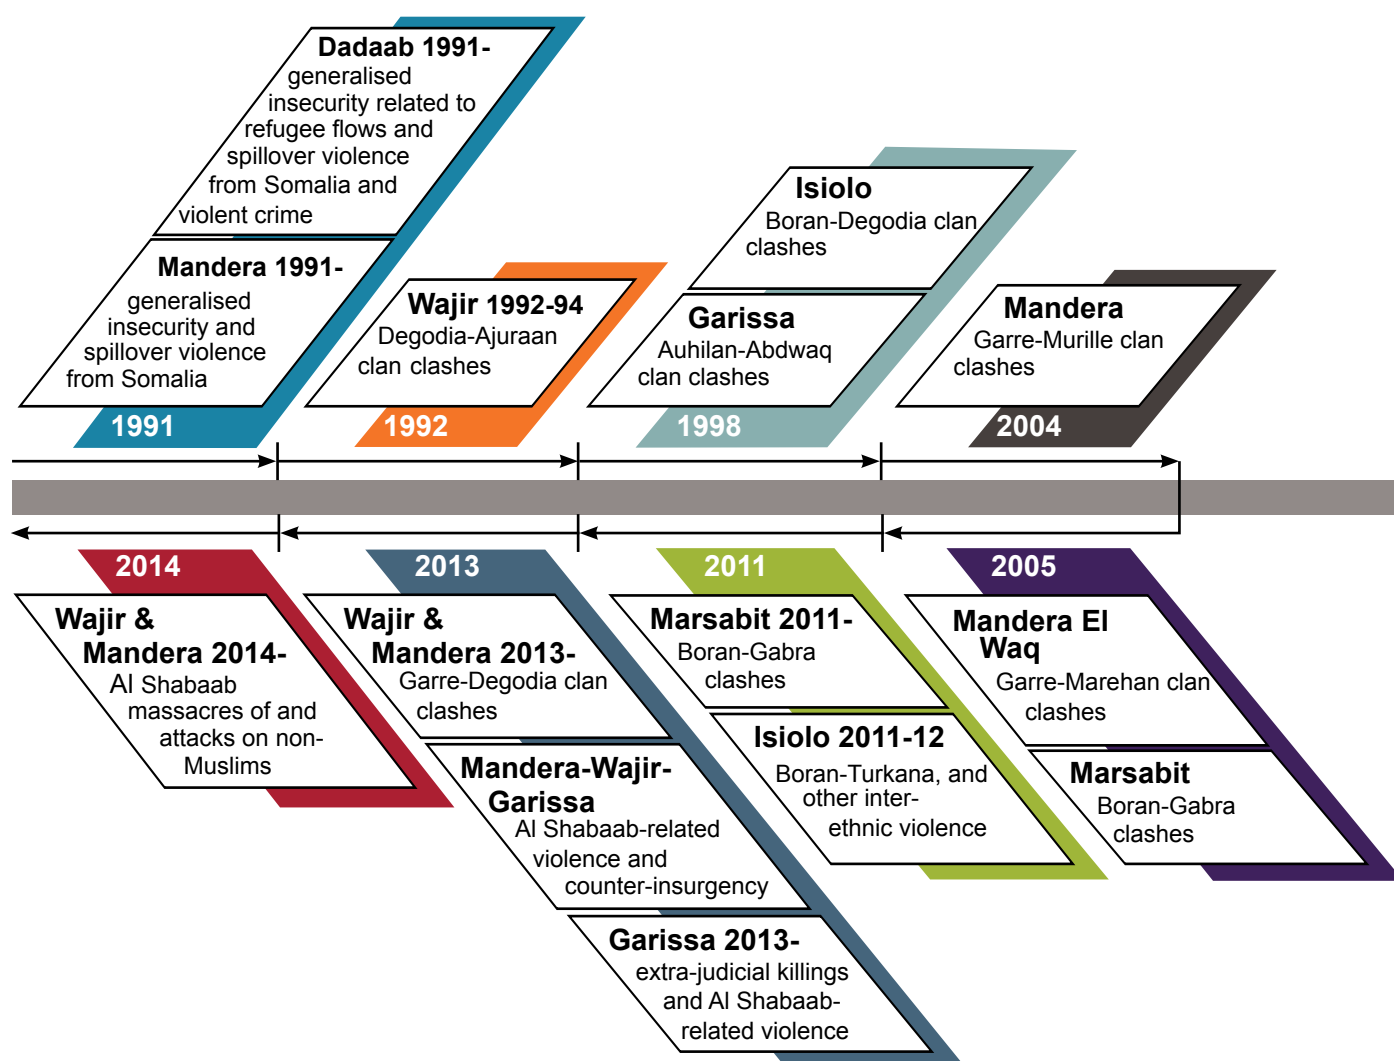 Dadaab 1991-
generalised
insecurity related to
refugee flows and
spillover violence
from Somalia and
violent crime
Mandera 1991-
generalised
insecurity and
spillover violence
from Somalia
1991
Wajir 1992-94
Degodia-Ajuraan
clan clashes
1992
Isiolo
Boran-Degodia clan
clashes
Garissa
Auhilan-Abdwaq
clan clashes
1998
Mandera
Garre-Murille clan
clashes
2004
2014
Wajir &
Mandera 2014-
Al Shabaab
massacres of and
attacks on non-
Muslims
2013
Wajir &
Mandera 2013-
Garre-Degodia clan
clashes
Mandera-Wajir-
Garissa
Al Shabaab-related
violence and
counter-insurgency
Garissa 2013-
extra-judicial killings
and Al Shabaab-
related violence
2011
Marsabit 2011-
Boran-Gabra
clashes
Isiolo 2011-12
Boran-Turkana, and
other inter-
ethnic violence
2005
Mandera El
Waq
Garre-Marehan clan
clashes
Marsabit
Boran-Gabra
clashes